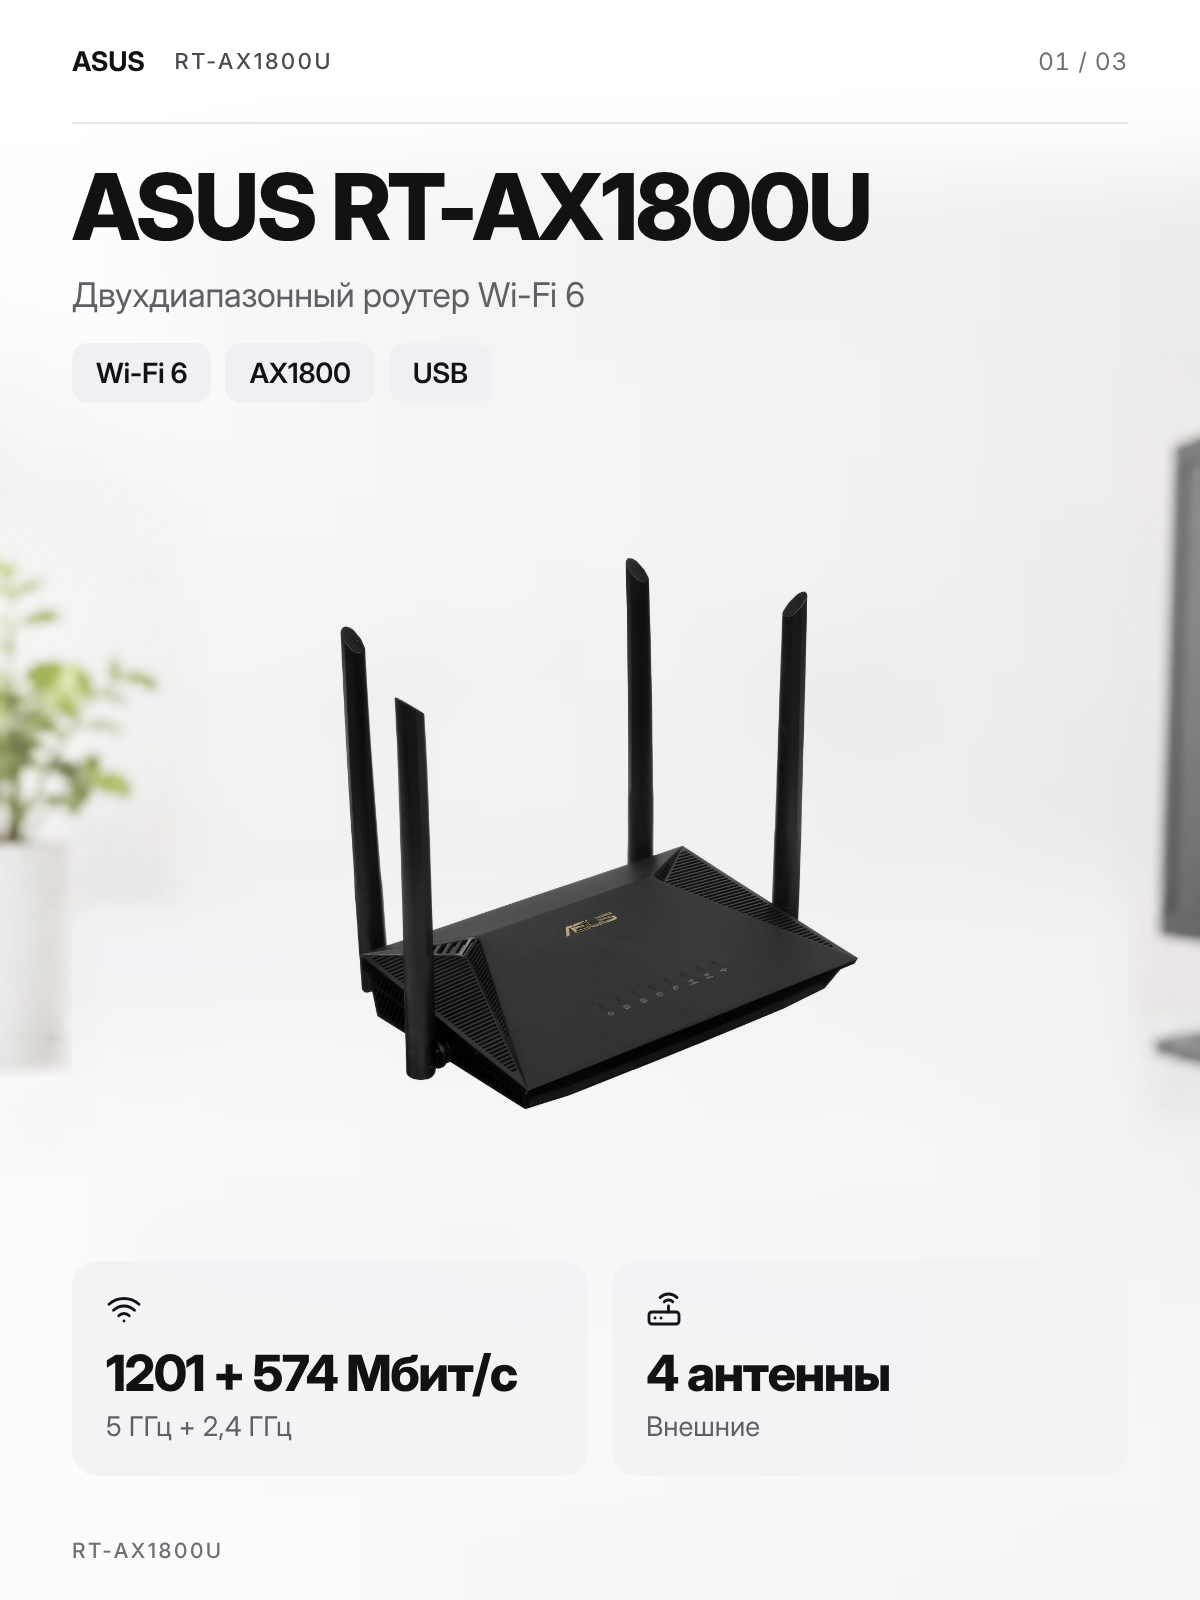 ASUS RT-AX1800U 01 / 03
ASUS RT-AX1800U
Двухдиапазонный роутер Wi-Fi 6
Wi-Fi 6 AX1800 USB
ASUS
1201 + 574 Мбит/с
5 ГГц + 2,4 ГГц
4 антенны
Внешние
RT-AX1800U